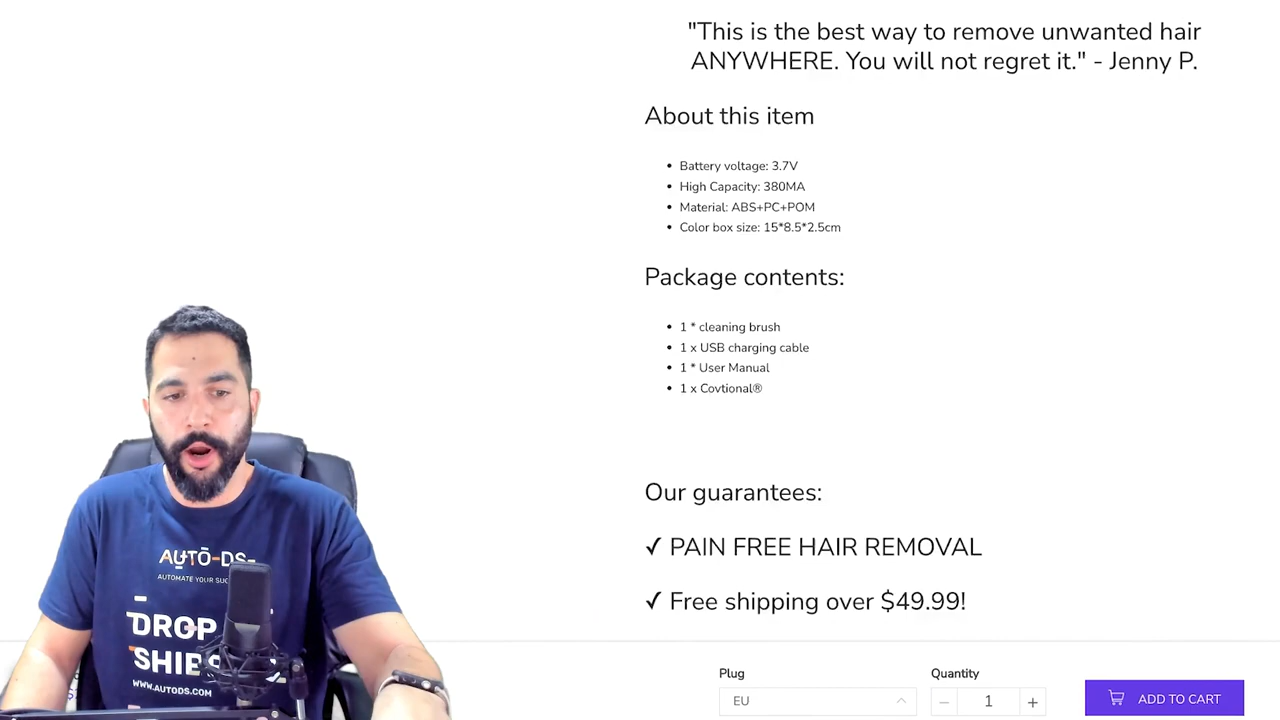 "This is the best way to remove unwanted hair
ANYWHERE. You will not regret it." - Jenny P.
About this item
• Battery voltage: 3.7V
• High Capacity: 380MA
• Material: ABS+PC+POM
• Color box size: 15*8.5*2.5cm
Package contents:
• 1 * cleaning brush
• 1 x USB charging cable
• 1 * User Manual
• 1 x Covtional®
Our guarantees:
✓ PAIN FREE HAIR REMOVAL
✓ Free shipping over $49.99!
AUTO-DS
AUTOMATE YOUR
DROP
WWW.AUTODS.COM
Plug
Quantity
EU
1
ADD TO CART